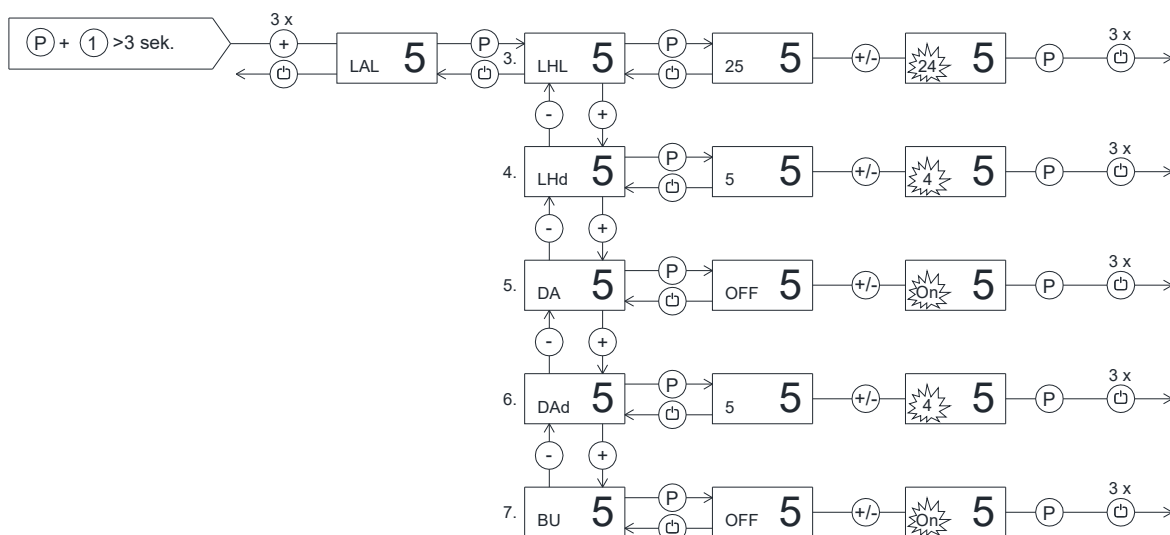 3 x
P + 1 >3 sek. + LAL 5 P 3. LHL 5 P 25 5 +/- 24 5 P 3 x
- +
4. LHd 5 P 5 5 +/- 4 5 P 3 x
- +
5. DA 5 P OFF 5 +/- On 5 P 3 x
- +
6. DAd 5 P 5 5 +/- 4 5 P 3 x
- +
7. BU 5 P OFF 5 +/- On 5 P 3 x